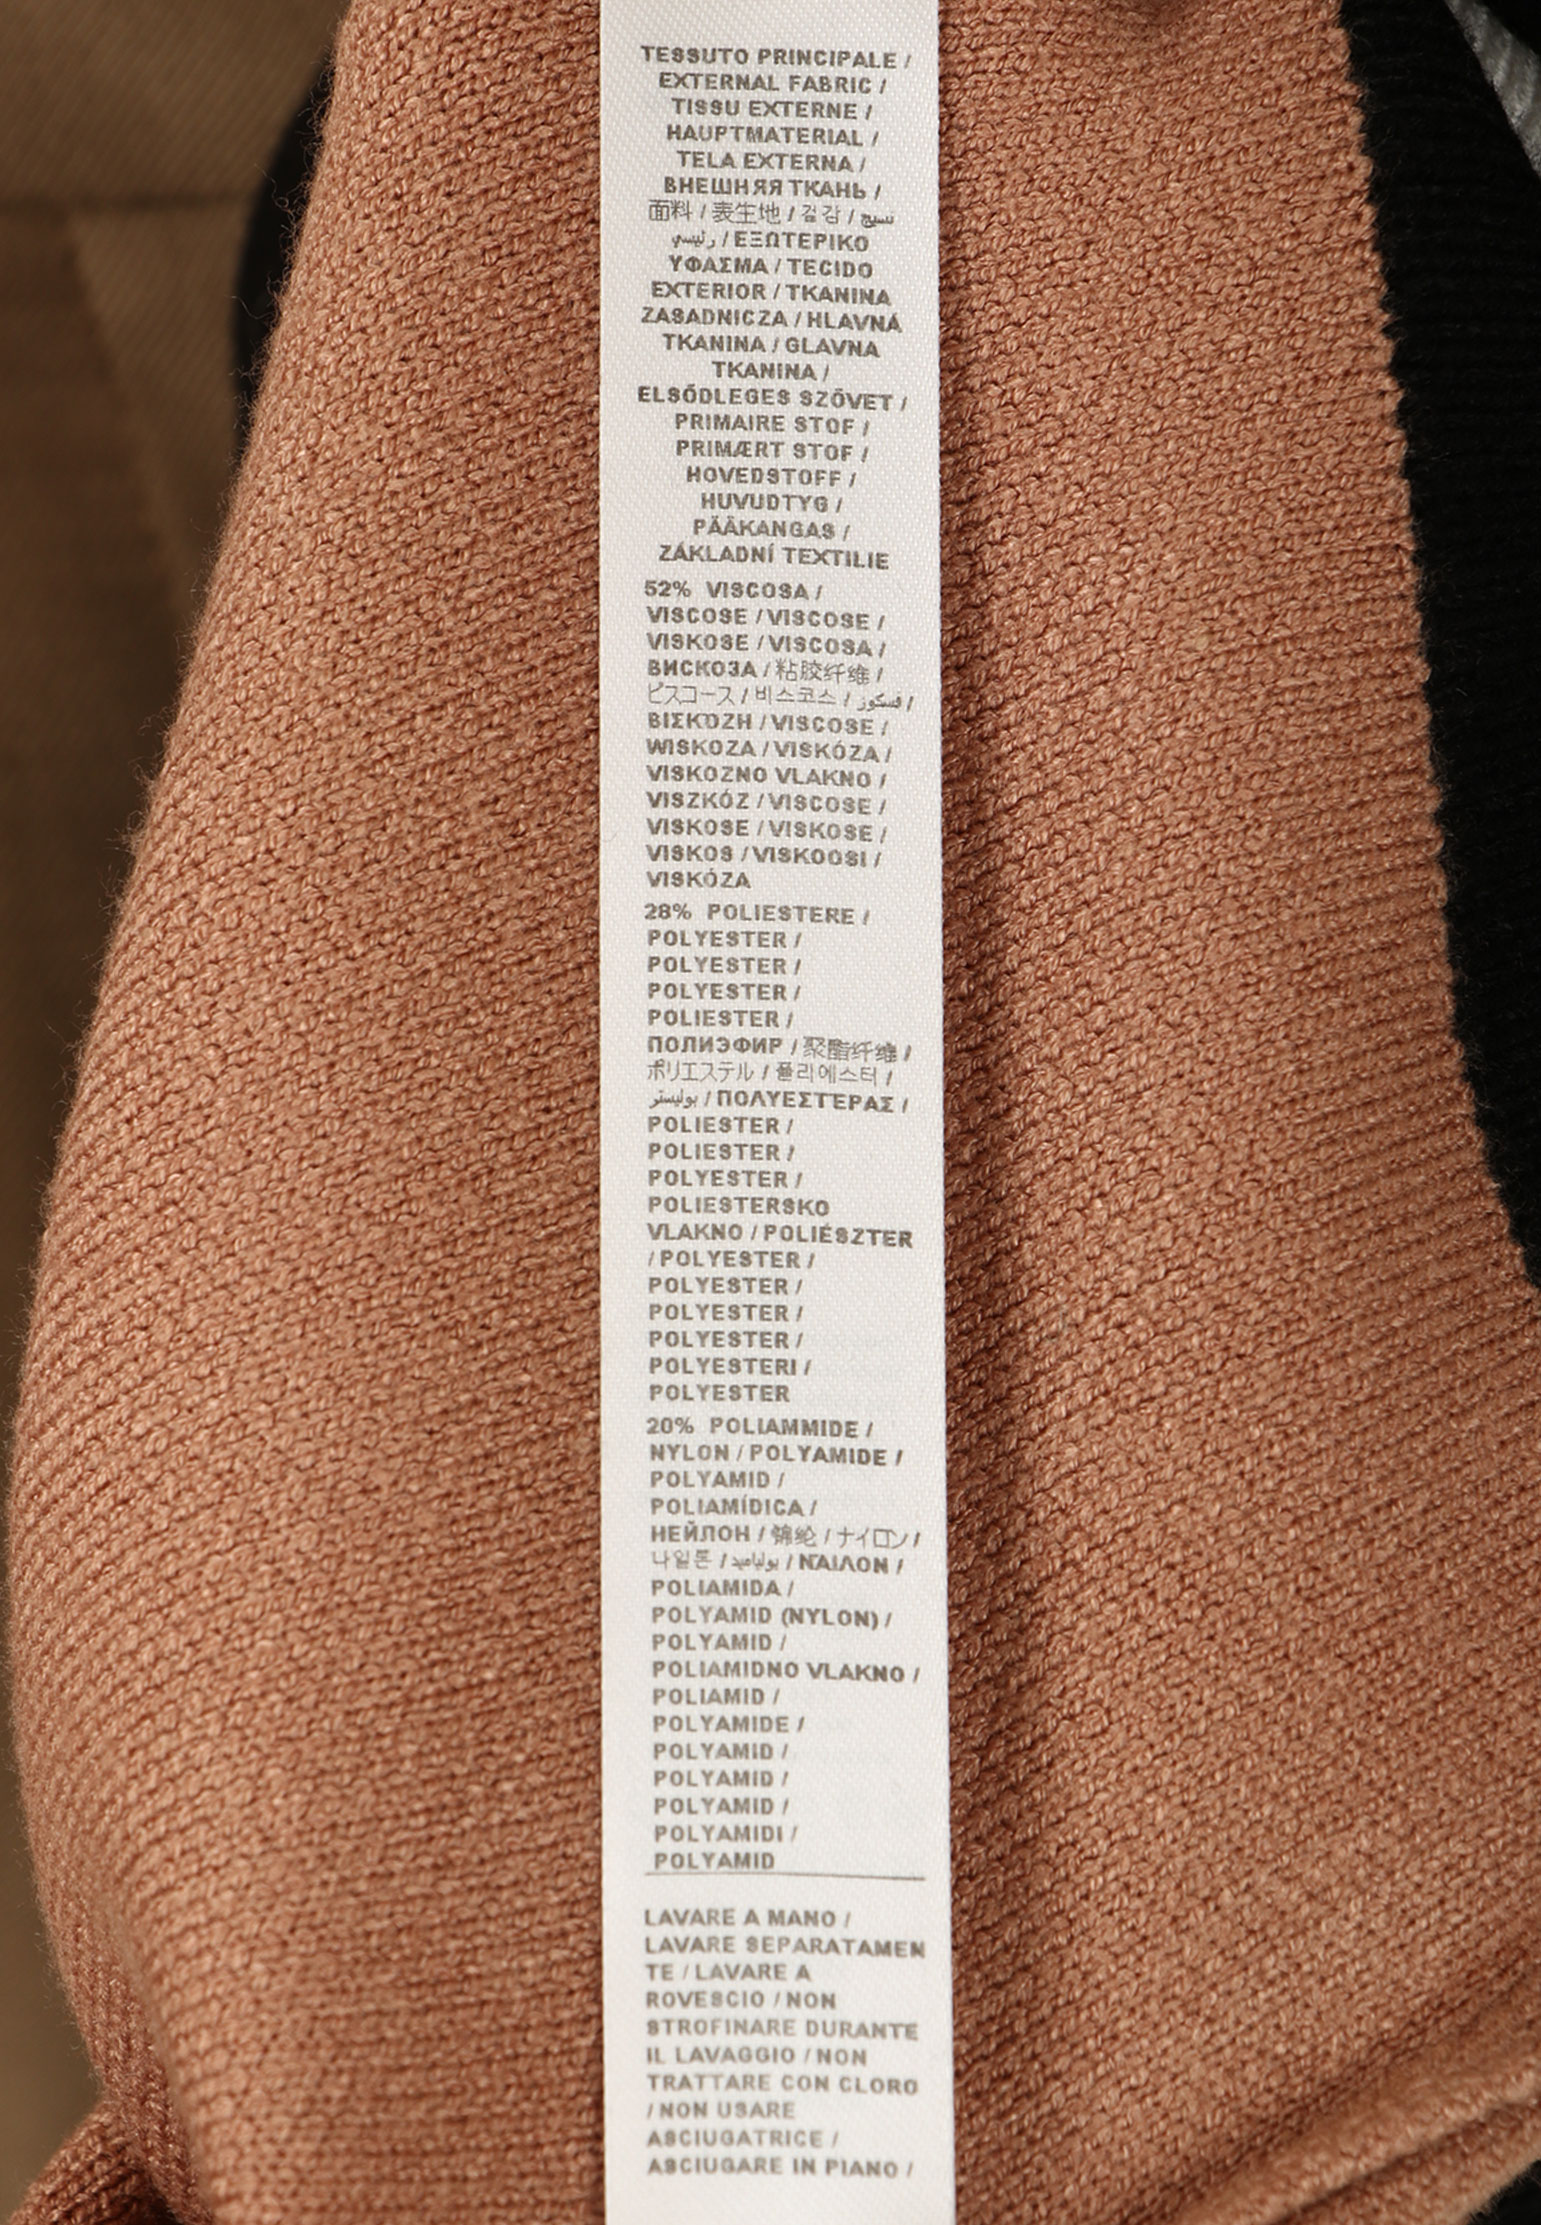 TESSUTO PRINCIPALE /
EXTERNAL FABRIC /
TISSU EXTERNE /
HAUPTMATERIAL /
TELA EXTERNA /
ВНЕШНЯЯ ТКАНЬ /
面料 / 表生地 / 겉감 / نسيج
رئيسي / ΕΞΩΤΕΡΙΚΟ
ΥΦΑΣΜΑ / TECIDO
EXTERIOR / TKANINA
ZASADNICZA / HLAVNÁ
TKANINA / GLAVNA
TKANINA /
ELSŐDLEGES SZÖVET /
PRIMAIRE STOF /
PRIMÆRT STOF /
HOVEDSTOFF /
HUVUDTYG /
PÄÄKANGAS /
ZÁKLADNÍ TEXTILIE
52% VISCOSA /
VISCOSE / VISCOSE /
VISKOSE / VISCOSA /
ВИСКОЗА / 粘胶纤维 /
ビスコース / 비스코스 / فسكوز /
ΒΙΣΚΌΖΗ / VISCOSE /
WISKOZA / VISKÓZA /
VISKOZNO VLAKNO /
VISZKÓZ / VISCOSE /
VISKOSE / VISKOSE /
VISKOS / VISKOOSI /
VISKÓZA
28% POLIESTERE /
POLYESTER /
POLYESTER /
POLYESTER /
POLIESTER /
ПОЛИЭФИР / 聚酯纤维 /
ポリエステル / 폴리에스터 /
بوليستر / ΠΟΛΥΕΣΤΈΡΑΣ /
POLIESTER /
POLIESTER /
POLYESTER /
POLIESTERSKO
VLAKNO / POLIÉSZTER
/ POLYESTER /
POLYESTER /
POLYESTER /
POLYESTER /
POLYESTERI /
POLYESTER
20% POLIAMMIDE /
NYLON / POLYAMIDE /
POLYAMID /
POLIAMÍDICA /
НЕЙЛОН / 锦纶 / ナイロン /
나일론 / بولياميد / ΝΆΙΛΟΝ /
POLIAMIDA /
POLYAMID (NYLON) /
POLYAMID /
POLIAMIDNO VLAKNO /
POLIAMID /
POLYAMIDE /
POLYAMID /
POLYAMID /
POLYAMID /
POLYAMIDI /
POLYAMID
LAVARE A MANO /
LAVARE SEPARATAMEN
TE / LAVARE A
ROVESCIO / NON
STROFINARE DURANTE
IL LAVAGGIO / NON
TRATTARE CON CLORO
/ NON USARE
ASCIUGATRICE /
ASCIUGARE IN PIANO /